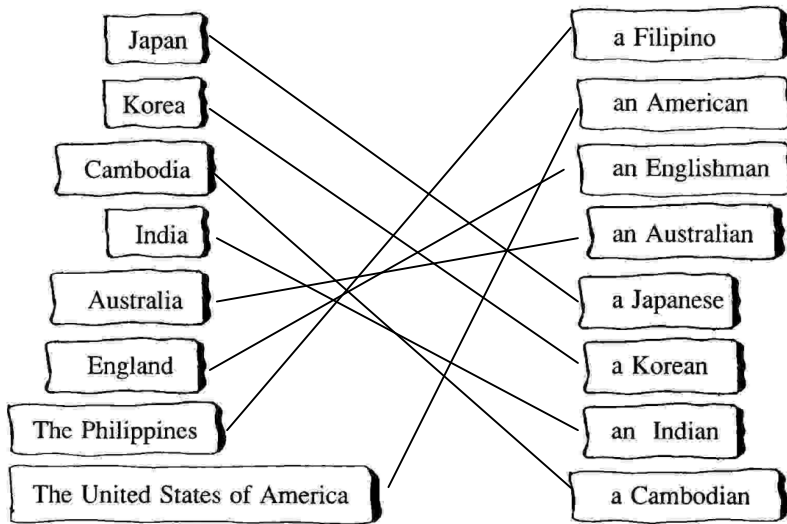 Japan
Korea
Cambodia
India
Australia
England
The Philippines
The United States of America
a Filipino
an American
an Englishman
an Australian
a Japanese
a Korean
an Indian
a Cambodian